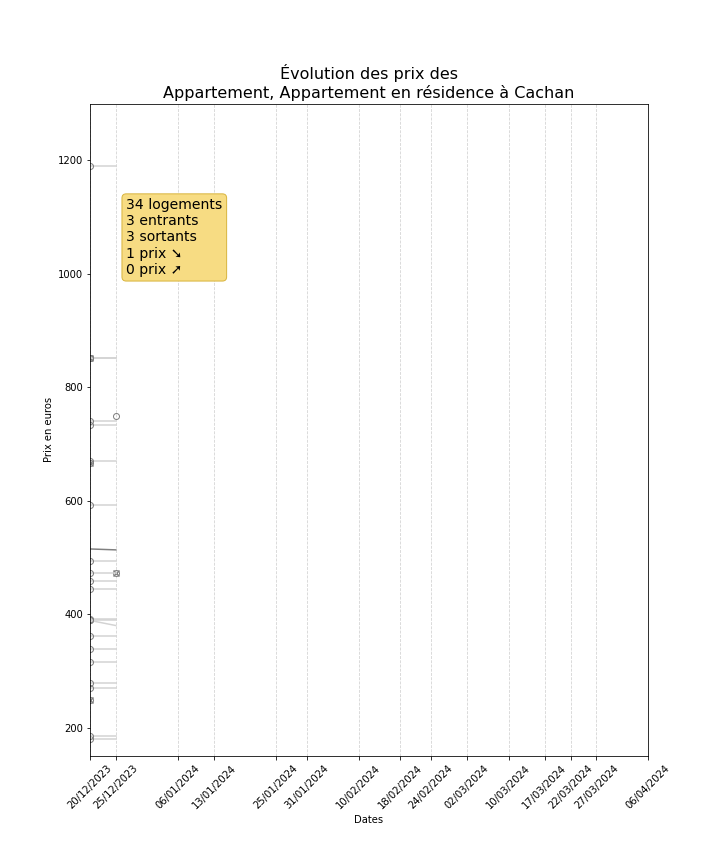 Évolution des prix des
Appartement, Appartement en résidence à Cachan
1200
1000
800
600
400
200
Prix en euros
34 logements
3 entrants
3 sortants
1 prix ➘
0 prix ➚
20/12/2023
25/12/2023
06/01/2024
13/01/2024
25/01/2024
31/01/2024
10/02/2024
18/02/2024
24/02/2024
02/03/2024
10/03/2024
17/03/2024
22/03/2024
27/03/2024
06/04/2024
Dates